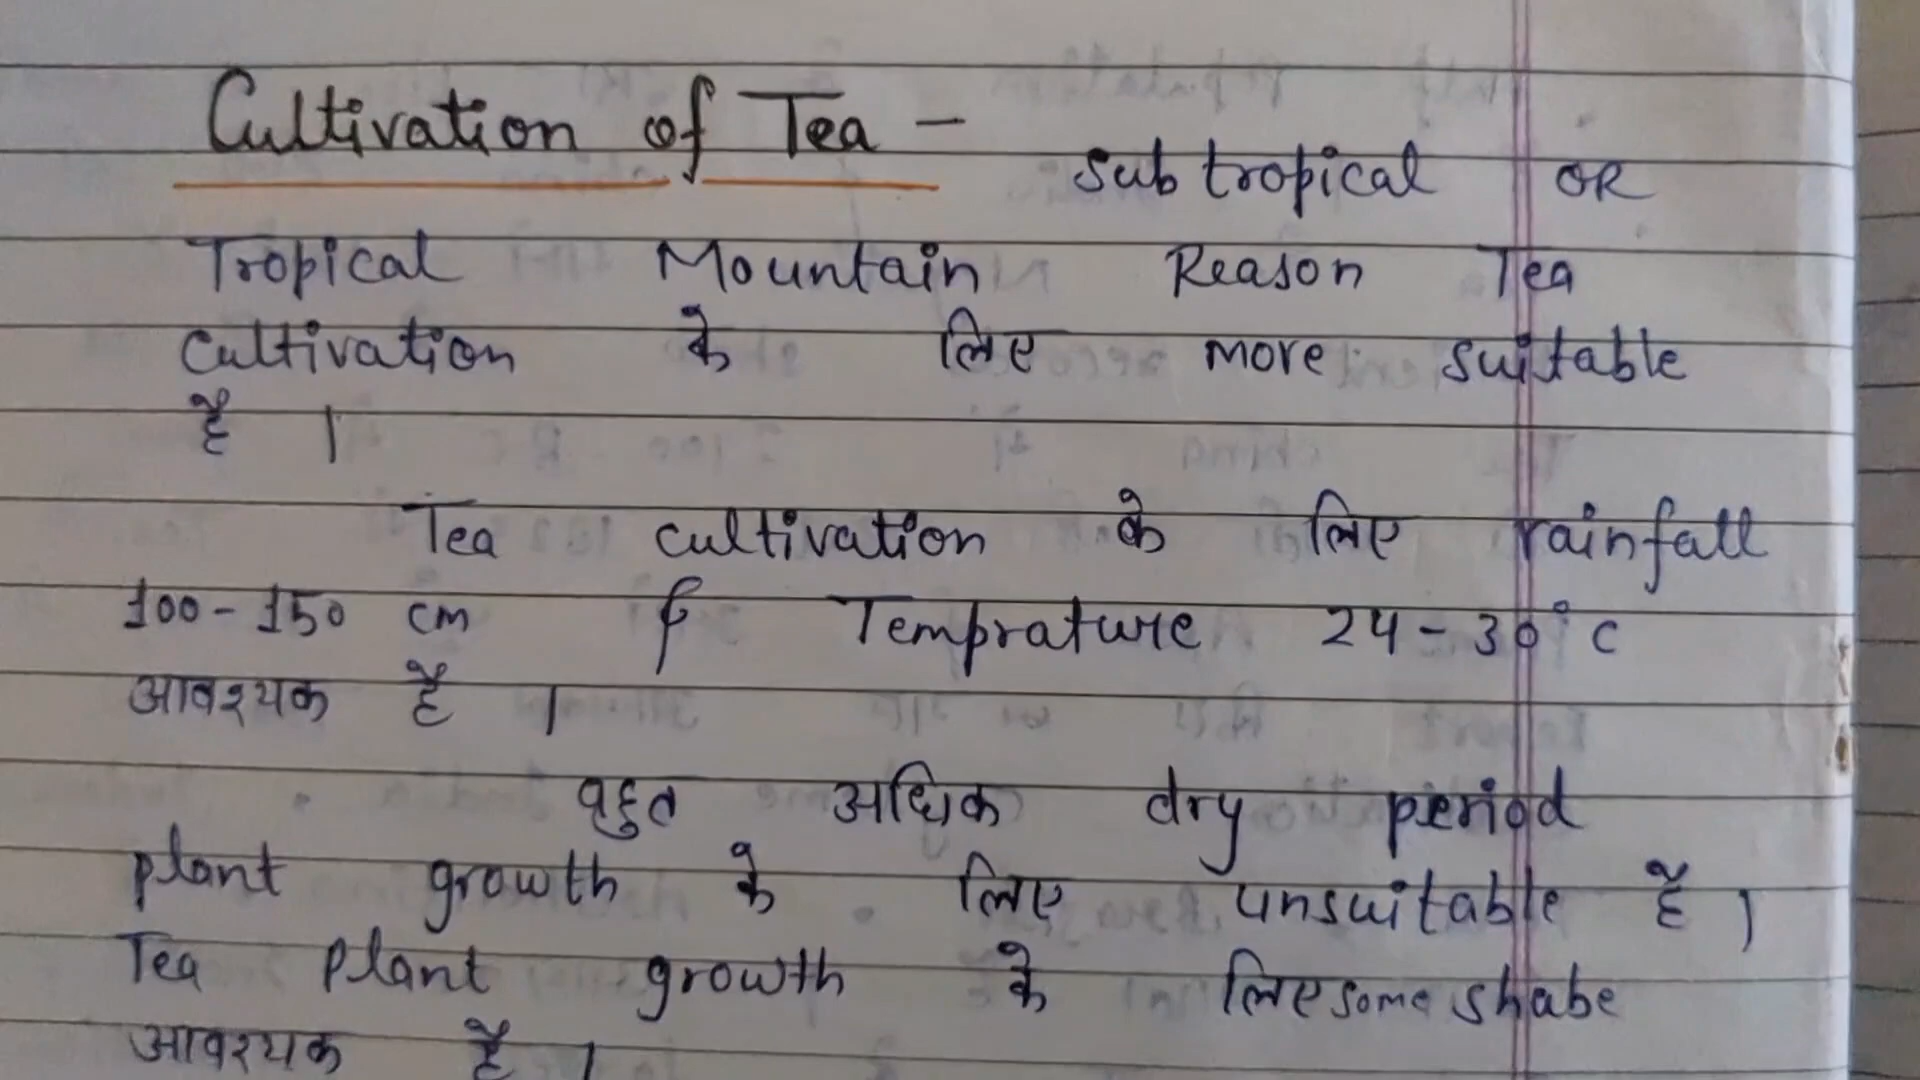 Cultivation of Tea - Sub tropical OR
Tropical Mountain Reason Tea
Cultivation के लिए more suitable
है ।
Tea cultivation के लिए rainfall
100-150 cm & Temprature 24-30°C
आवश्यक है ।
बहुत अधिक dry period
plant growth के लिए unsuitable है ।
Tea plant growth के लिए some shabe
आवश्यक है ।